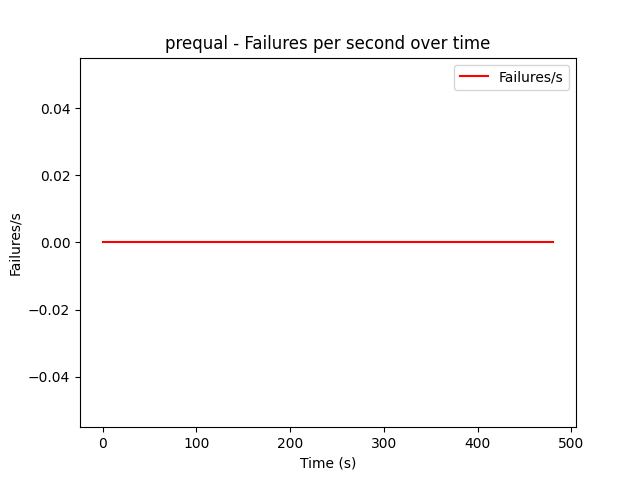 prequal - Failures per second over time
Failures/s
0.04
0.02
0.00
−0.02
−0.04
Failures/s
0
100
200
300
400
500
Time (s)